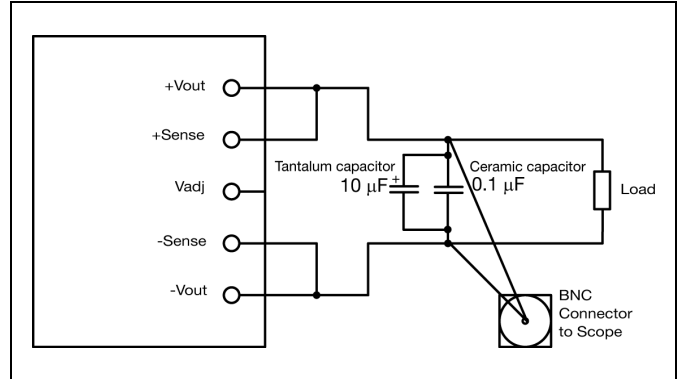 +Vout
+Sense
Vadj
-Sense
-Vout
Tantalum capacitor
10 μF +
Ceramic capacitor
0.1 μF
Load
BNC
Connector
to Scope